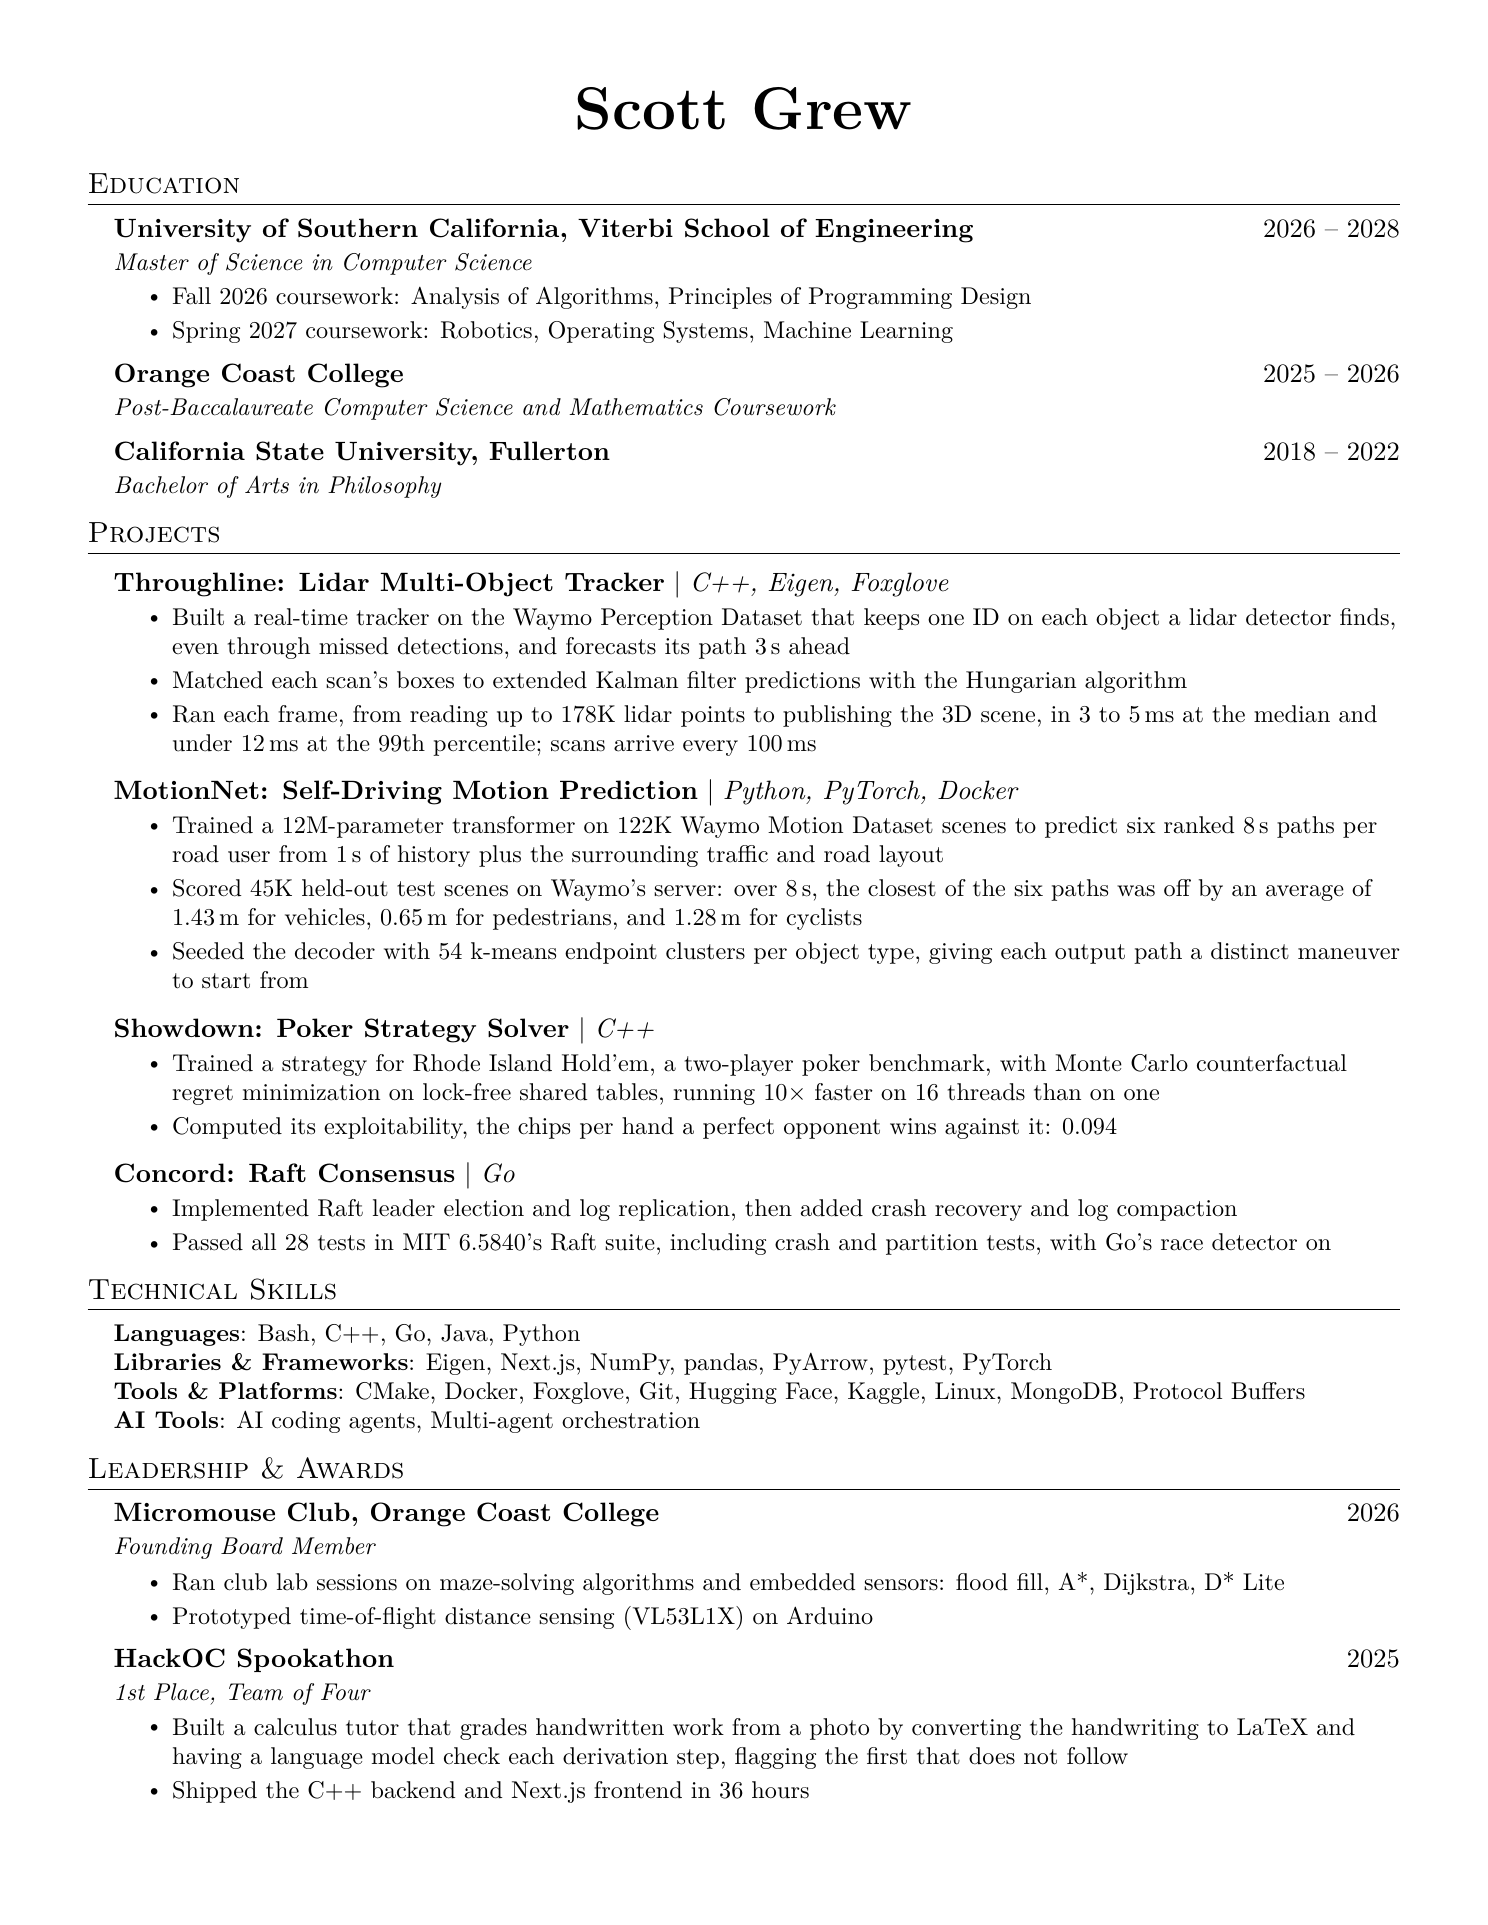 Scott Grew
Education
University of Southern California, Viterbi School of Engineering 2026 – 2028
Master of Science in Computer Science
• Fall 2026 coursework: Analysis of Algorithms, Principles of Programming Design
• Spring 2027 coursework: Robotics, Operating Systems, Machine Learning
Orange Coast College 2025 – 2026
Post-Baccalaureate Computer Science and Mathematics Coursework
California State University, Fullerton 2018 – 2022
Bachelor of Arts in Philosophy
Projects
Throughline: Lidar Multi-Object Tracker | C++, Eigen, Foxglove
• Built a real-time tracker on the Waymo Perception Dataset that keeps one ID on each object a lidar detector finds,
even through missed detections, and forecasts its path 3 s ahead
• Matched each scan's boxes to extended Kalman filter predictions with the Hungarian algorithm
• Ran each frame, from reading up to 178K lidar points to publishing the 3D scene, in 3 to 5 ms at the median and
under 12 ms at the 99th percentile; scans arrive every 100 ms
MotionNet: Self-Driving Motion Prediction | Python, PyTorch, Docker
• Trained a 12M-parameter transformer on 122K Waymo Motion Dataset scenes to predict six ranked 8 s paths per
road user from 1 s of history plus the surrounding traffic and road layout
• Scored 45K held-out test scenes on Waymo's server: over 8 s, the closest of the six paths was off by an average of
1.43 m for vehicles, 0.65 m for pedestrians, and 1.28 m for cyclists
• Seeded the decoder with 54 k-means endpoint clusters per object type, giving each output path a distinct maneuver
to start from
Showdown: Poker Strategy Solver | C++
• Trained a strategy for Rhode Island Hold'em, a two-player poker benchmark, with Monte Carlo counterfactual
regret minimization on lock-free shared tables, running 10× faster on 16 threads than on one
• Computed its exploitability, the chips per hand a perfect opponent wins against it: 0.094
Concord: Raft Consensus | Go
• Implemented Raft leader election and log replication, then added crash recovery and log compaction
• Passed all 28 tests in MIT 6.5840's Raft suite, including crash and partition tests, with Go's race detector on
Technical Skills
Languages: Bash, C++, Go, Java, Python
Libraries & Frameworks: Eigen, Next.js, NumPy, pandas, PyArrow, pytest, PyTorch
Tools & Platforms: CMake, Docker, Foxglove, Git, Hugging Face, Kaggle, Linux, MongoDB, Protocol Buffers
AI Tools: AI coding agents, Multi-agent orchestration
Leadership & Awards
Micromouse Club, Orange Coast College 2026
Founding Board Member
• Ran club lab sessions on maze-solving algorithms and embedded sensors: flood fill, A*, Dijkstra, D* Lite
• Prototyped time-of-flight distance sensing (VL53L1X) on Arduino
HackOC Spookathon 2025
1st Place, Team of Four
• Built a calculus tutor that grades handwritten work from a photo by converting the handwriting to LaTeX and
having a language model check each derivation step, flagging the first that does not follow
• Shipped the C++ backend and Next.js frontend in 36 hours